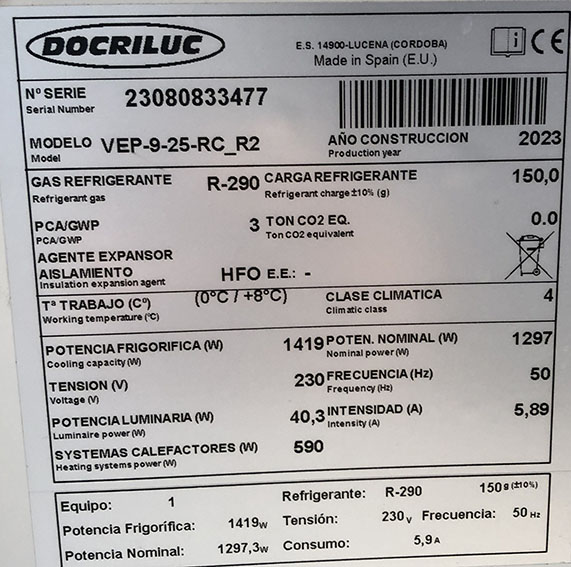 DOCRILUC
E.S. 14900-LUCENA (CORDOBA)
Made in Spain (E.U.)
Nº SERIE 23080833477
Serial Number
MODELO VEP-9-25-RC_R2 AÑO CONSTRUCCION 2023
Model Production year
GAS REFRIGERANTE R-290 CARGA REFRIGERANTE 150,0
Refrigerant gas Refrigerant charge ±10% (g)
PCA/GWP 3 TON CO2 EQ. 0.0
PCA/GWP Ton CO2 equivalent
AGENTE EXPANSOR
AISLAMIENTO HFO E.E.: -
Insulation expansion agent
Tª TRABAJO (Cº) (0°C / +8°C) CLASE CLIMATICA 4
Working temperature (°C) Climatic class
POTENCIA FRIGORIFICA (W) 1419 POTEN. NOMINAL (W) 1297
Cooling capacity (W) Nominal power (W)
TENSION (V) 230 FRECUENCIA (Hz) 50
Voltage (V) Frequency (Hz)
POTENCIA LUMINARIA (W) 40,3 INTENSIDAD (A) 5,89
Luminaire power (W) Intensity (A)
SYSTEMAS CALEFACTORES (W) 590
Heating systems power (W)
Equipo: 1 Refrigerante: R-290 150g (±10%)
Potencia Frigorífica: 1419w Tensión: 230v Frecuencia: 50 Hz
Potencia Nominal: 1297,3w Consumo: 5,9 A